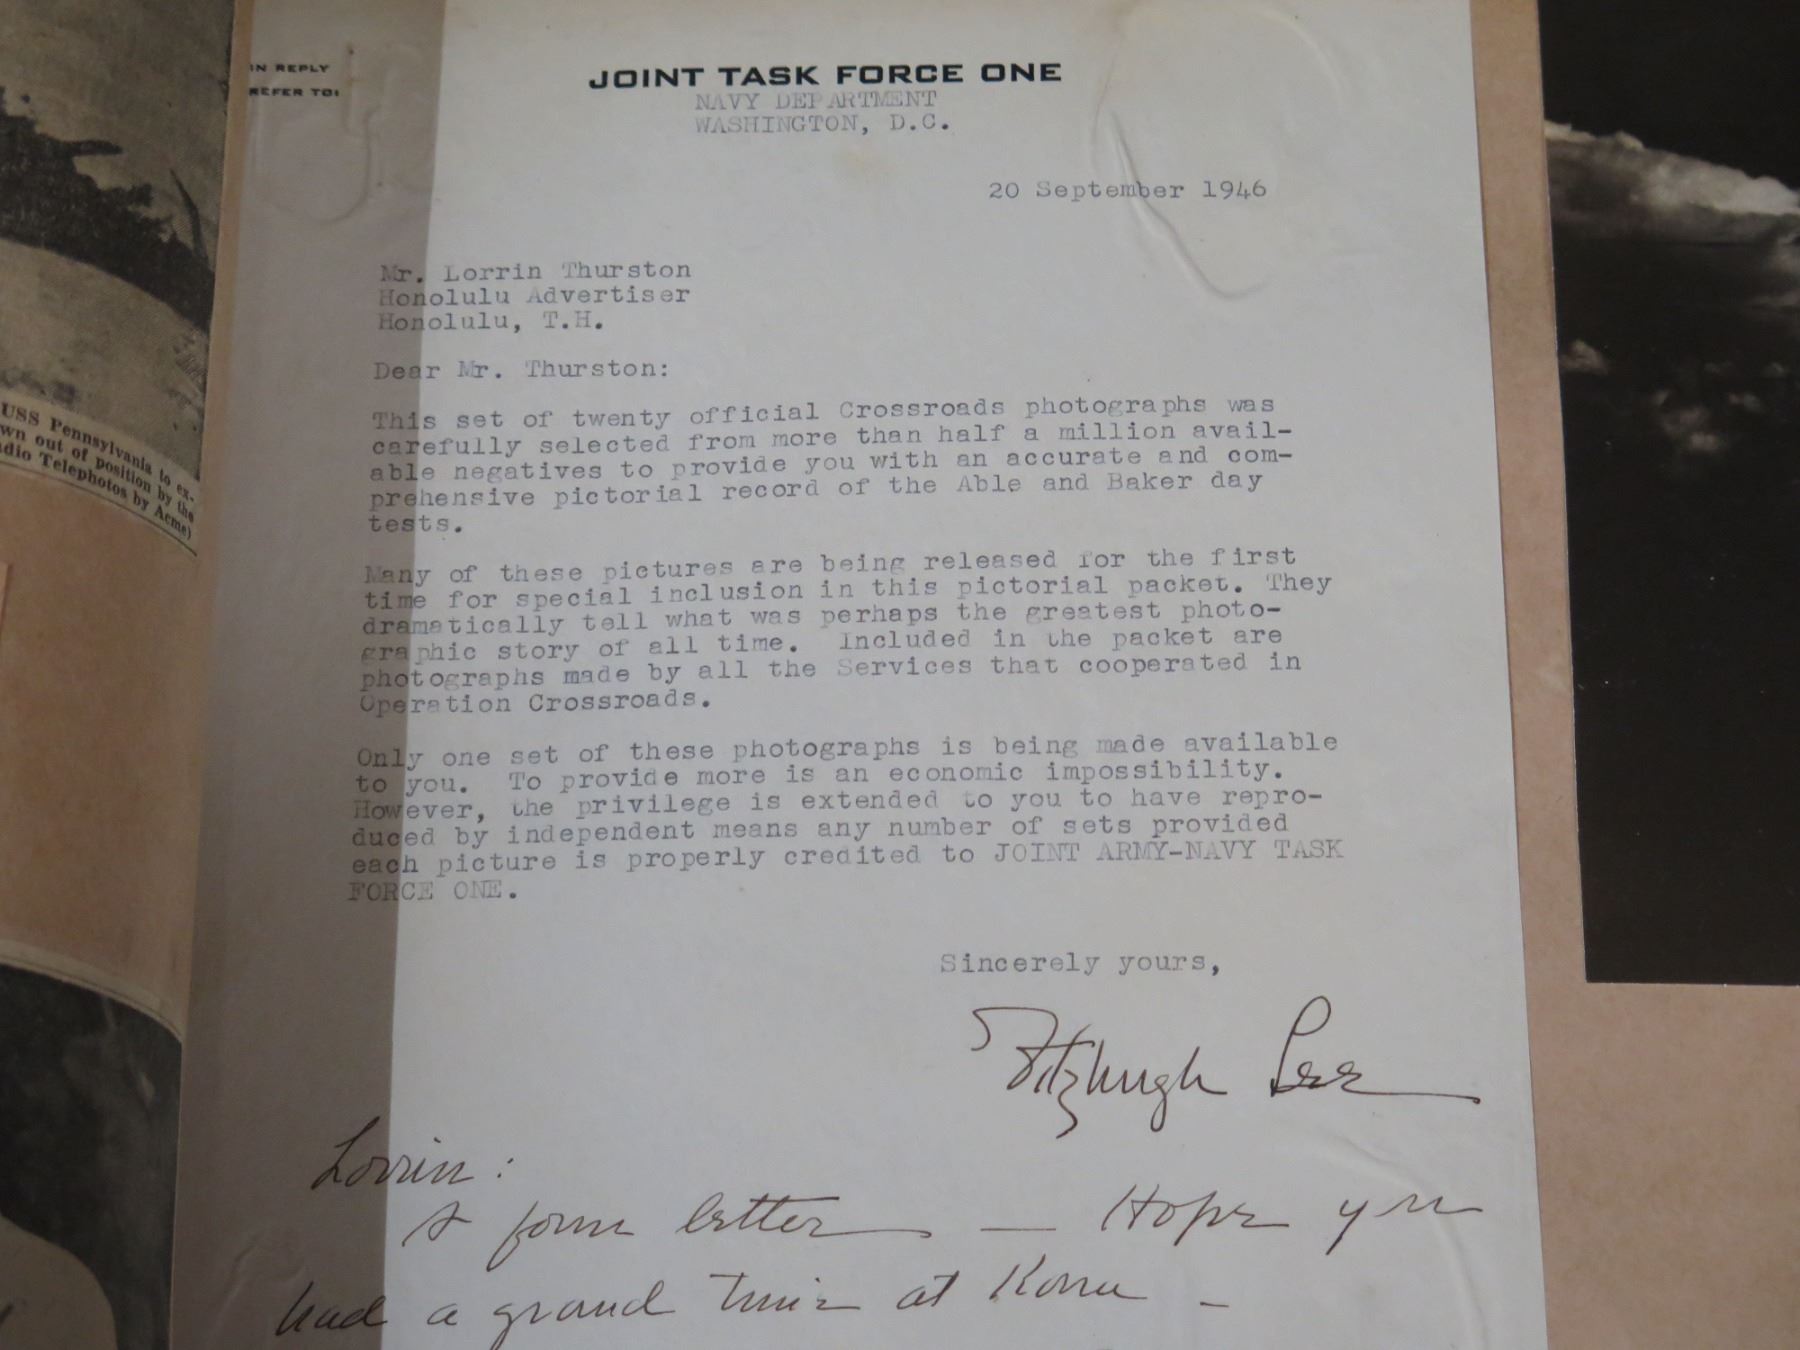 USS Pennsylvania to ex-
wn out of position by the
dio Telephotos by Acme)
IN REPLY
REFER TO:
JOINT TASK FORCE ONE
NAVY DEPARTMENT
WASHINGTON, D.C.
20 September 1946
Mr. Lorrin Thurston
Honolulu Advertiser
Honolulu, T.H.
Dear Mr. Thurston:
This set of twenty official Crossroads photographs was
carefully selected from more than half a million avail-
able negatives to provide you with an accurate and com-
prehensive pictorial record of the Able and Baker day
tests.
Many of these pictures are being released for the first
time for special inclusion in this pictorial packet. They
dramatically tell what was perhaps the greatest photo-
graphic story of all time. Included in the packet are
photographs made by all the Services that cooperated in
Operation Crossroads.
Only one set of these photographs is being made available
to you. To provide more is an economic impossibility.
However, the privilege is extended to you to have repro-
duced by independent means any number of sets provided
each picture is properly credited to JOINT ARMY-NAVY TASK
FORCE ONE.
Sincerely yours,
Fitzhugh Lee
Lorrin:
A form letter — Hope you
had a grand time at Kona -